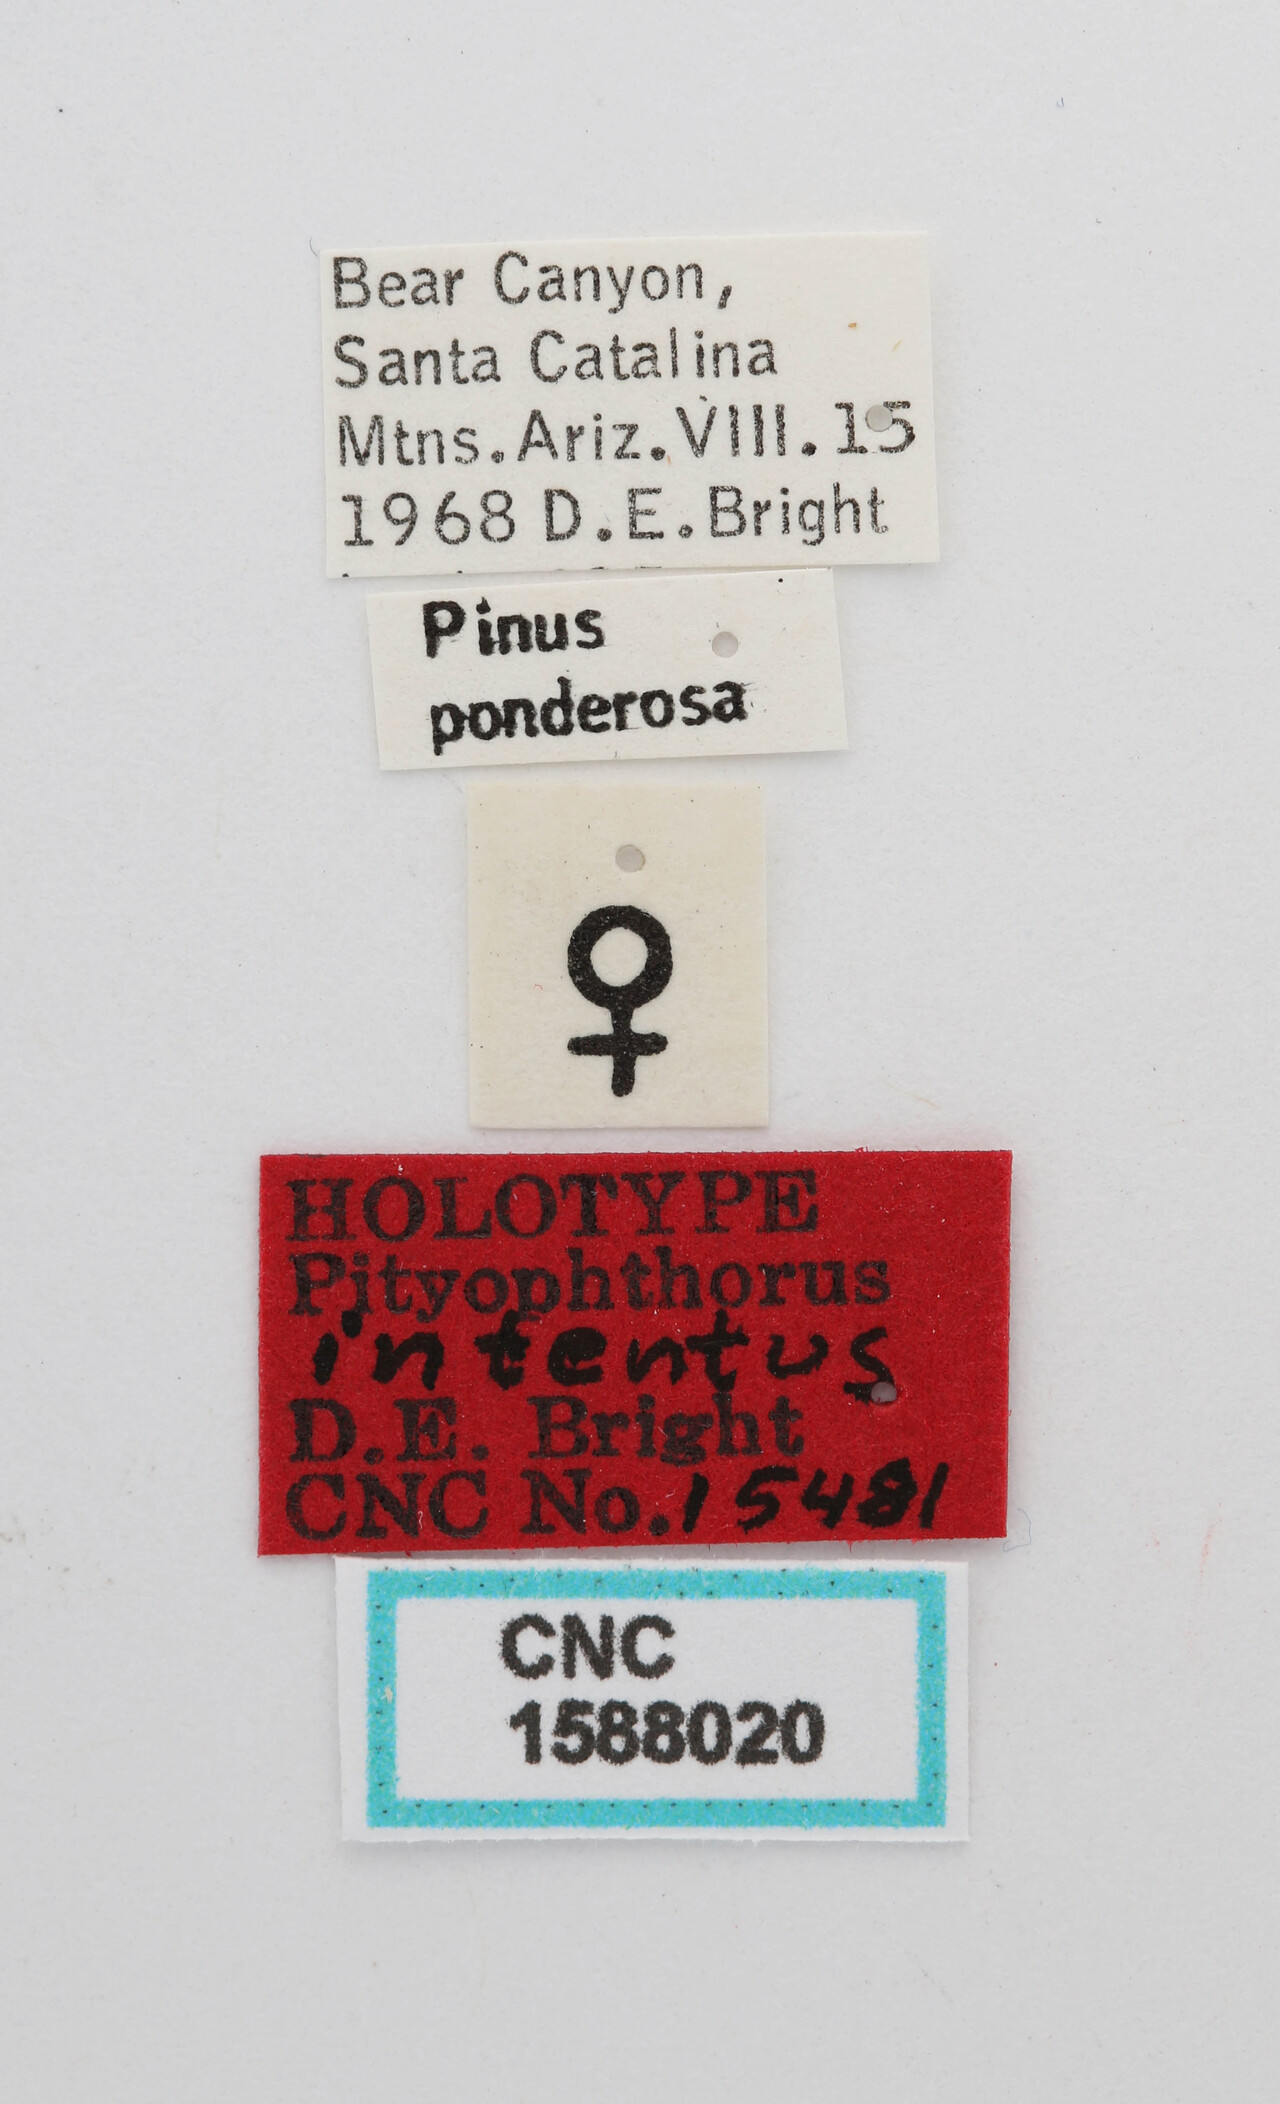 Bear Canyon,
Santa Catalina
Mtns. Ariz. VIII. 15
1968 D.E. Bright
Pinus
ponderosa
♀
HOLOTYPE
Pityophthorus
intentus
D.E. Bright
CNC No. 15481
CNC
1588020